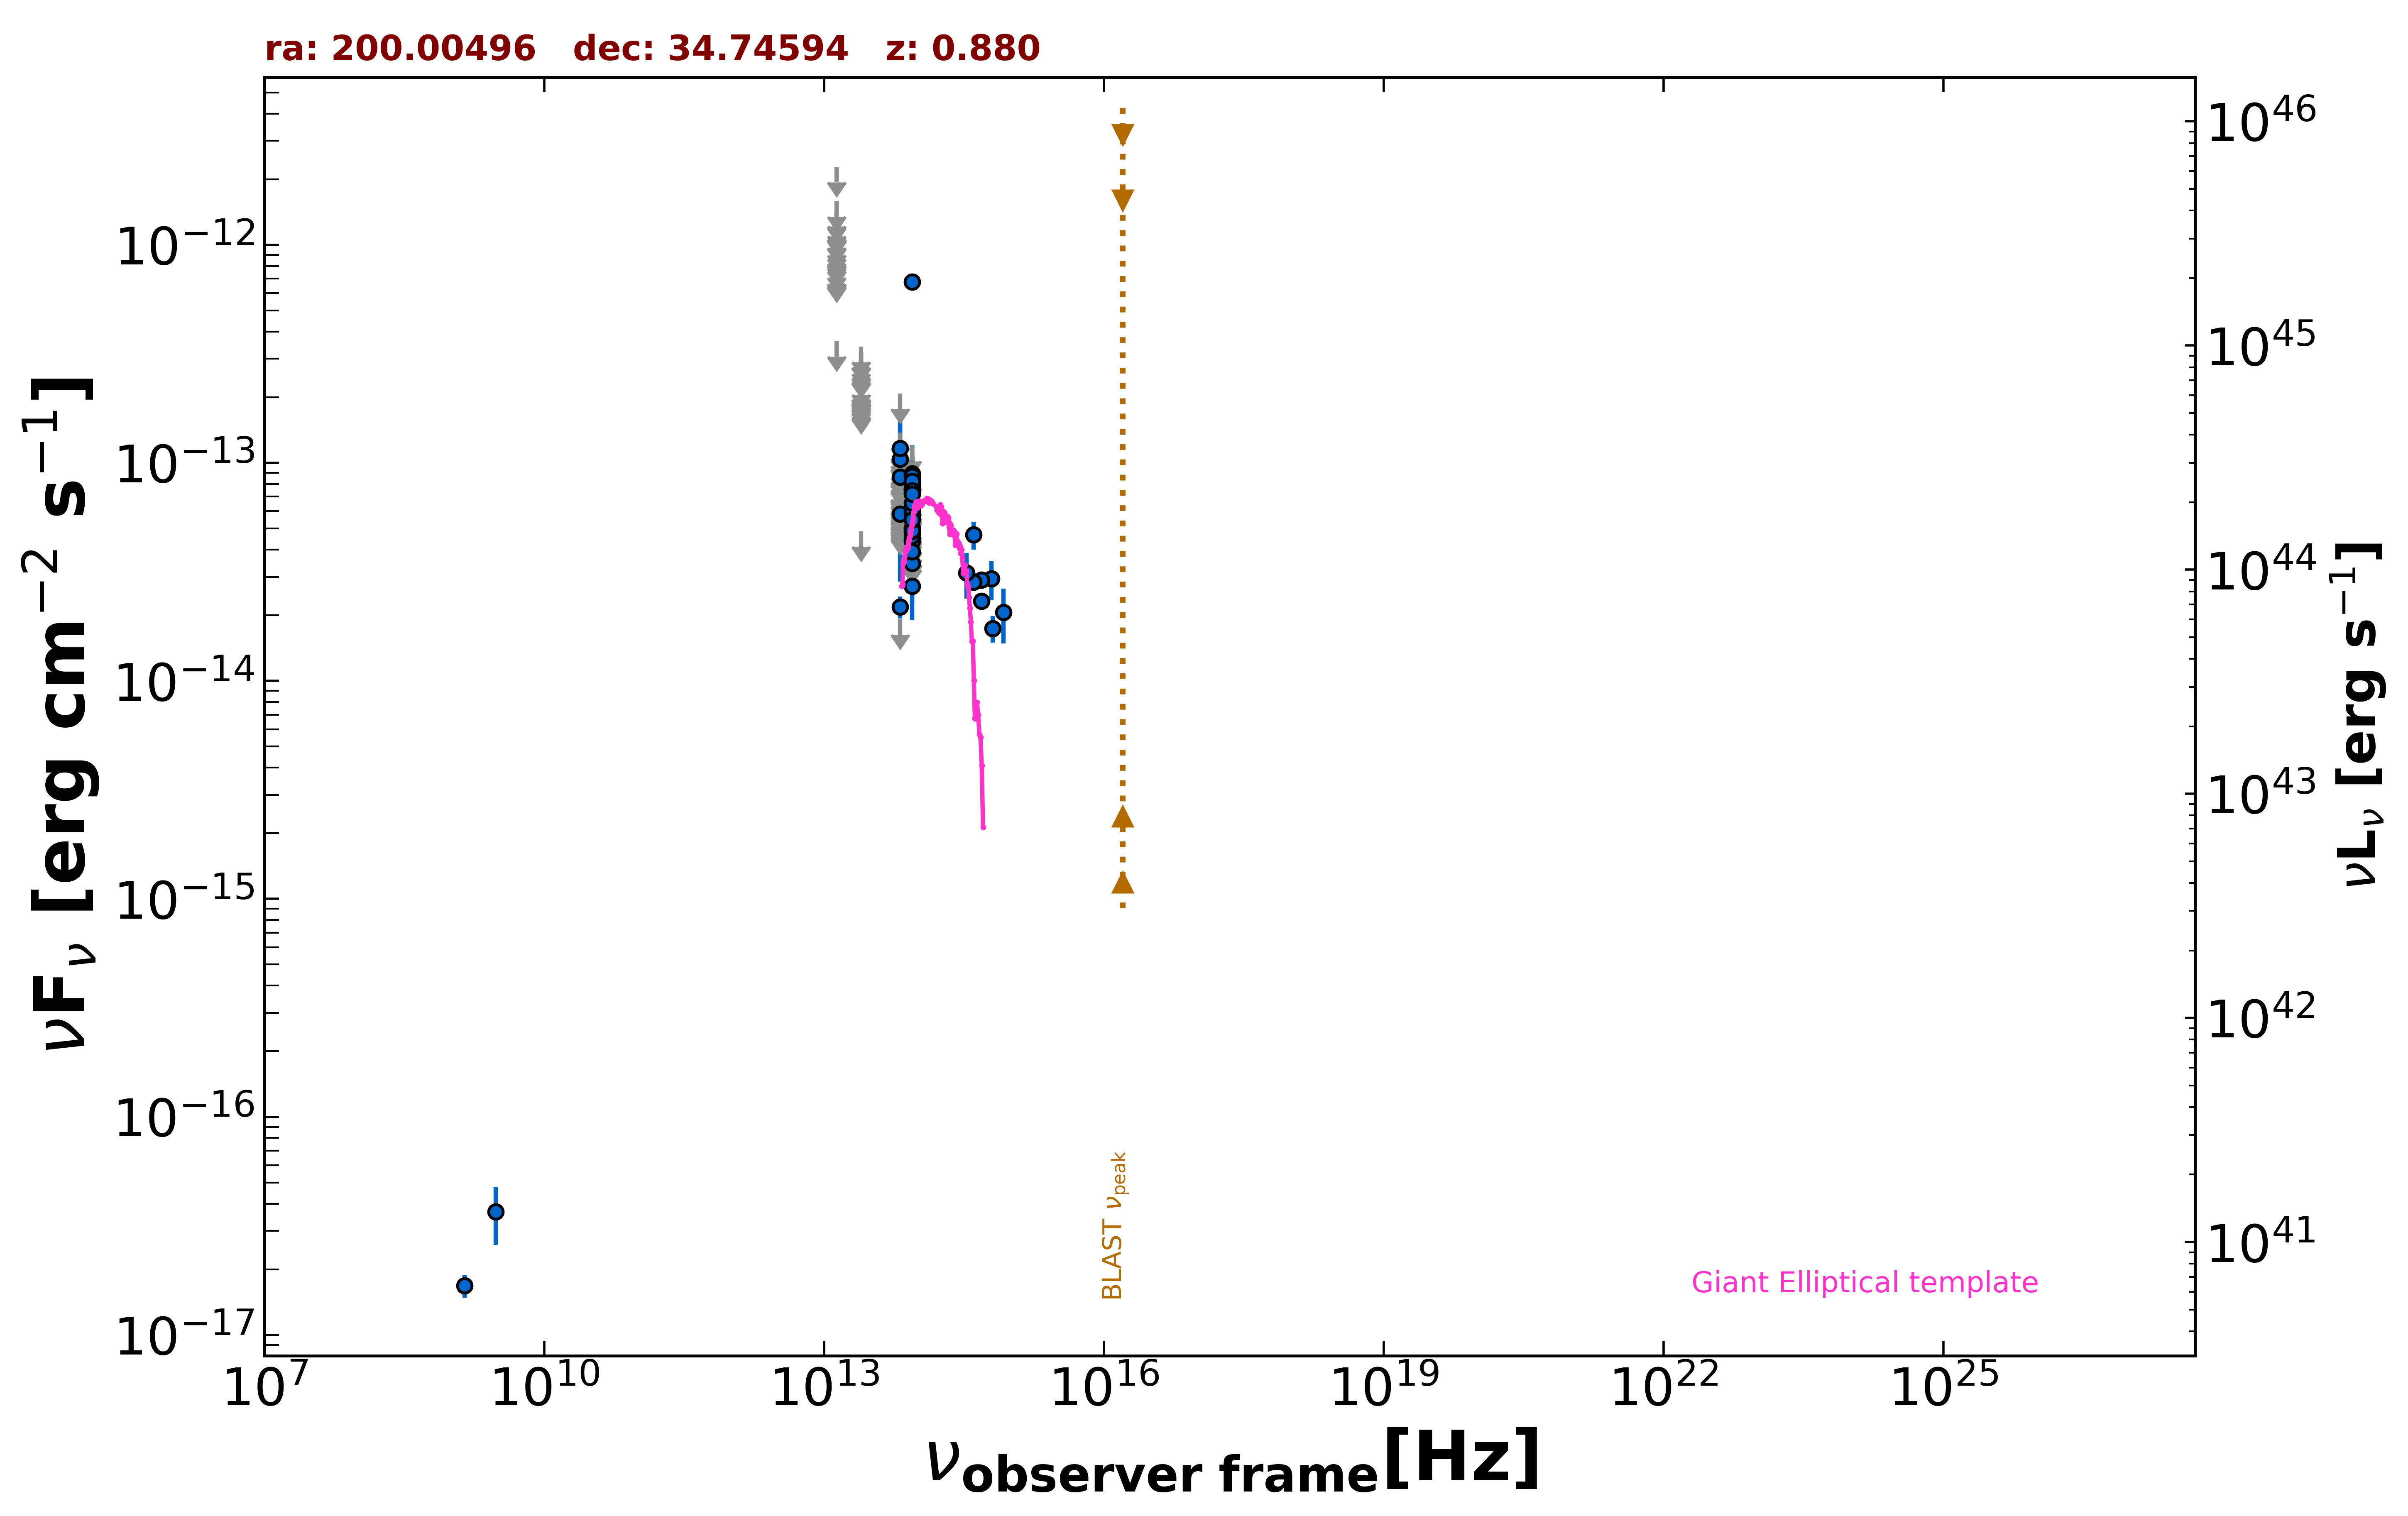 ra: 200.00496 dec: 34.74594 z: 0.880
νFν [erg cm−2 s−1]
10−12
10−13
10−14
10−15
10−16
10−17
10^46
10^45
10^44
10^43
10^42
10^41
νLν [erg s−1]
BLAST νpeak
Giant Elliptical template
10^7 10^10 10^13 10^16 10^19 10^22 10^25
νobserver frame[Hz]